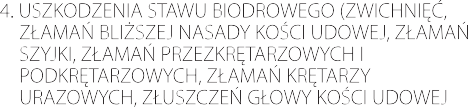 4. USZKODZENIA STAWU BIODROWEGO (ZWICHNIĘĆ,
ZŁAMAŃ BLIŻSZEJ NASADY KOŚCI UDOWEJ, ZŁAMAŃ
SZYJKI, ZŁAMAŃ PRZEZKRĘTARZOWYCH I
PODKRĘTARZOWYCH, ZŁAMAŃ KRĘTARZY
URAZOWYCH, ZŁUSZCZEŃ GŁOWY KOŚCI UDOWEJ